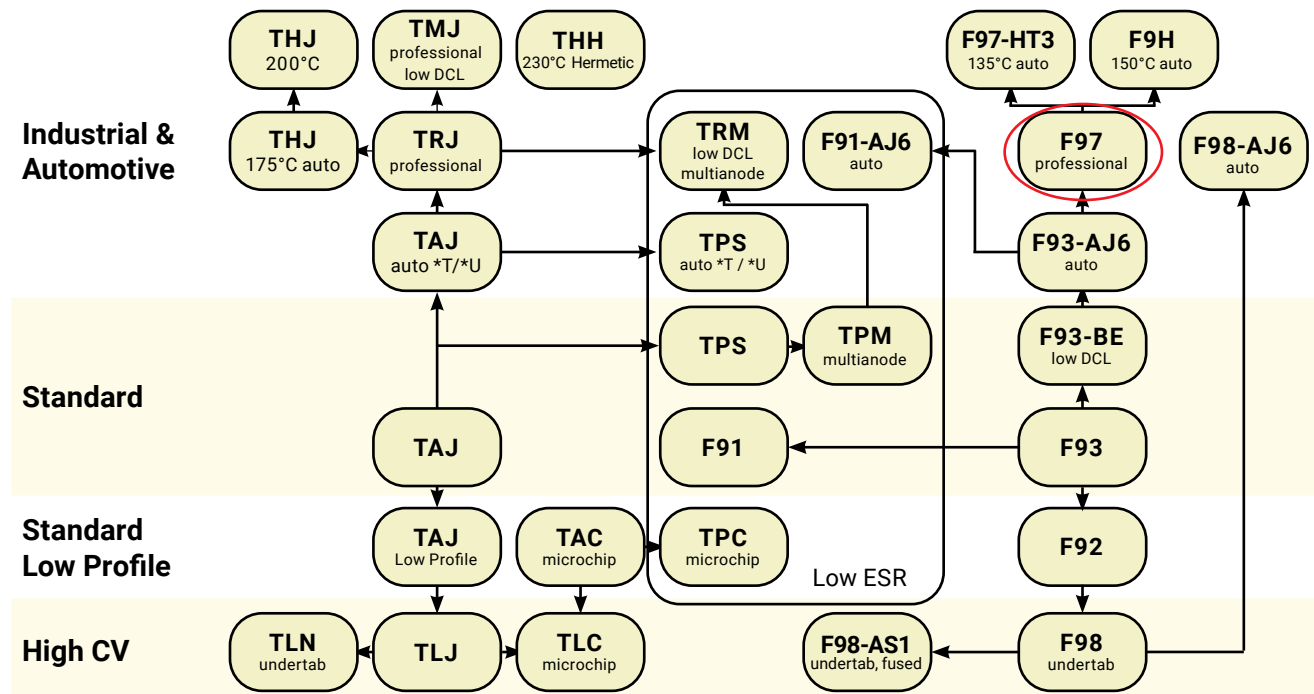 THJ
200°C
TMJ
professional
low DCL
THH
230°C Hermetic
F97-HT3
135°C auto
F9H
150°C auto
Industrial &
Automotive
THJ
175°C auto
TRJ
professional
TRM
low DCL
multianode
F91-AJ6
auto
F97
professional
F98-AJ6
auto
TAJ
auto *T/*U
TPS
auto *T / *U
F93-AJ6
auto
Standard
TPS
TPM
multianode
F93-BE
low DCL
TAJ
F91
F93
Standard
Low Profile
TAJ
Low Profile
TAC
microchip
TPC
microchip
Low ESR
F92
High CV
TLN
undertab
TLJ
TLC
microchip
F98-AS1
undertab, fused
F98
undertab